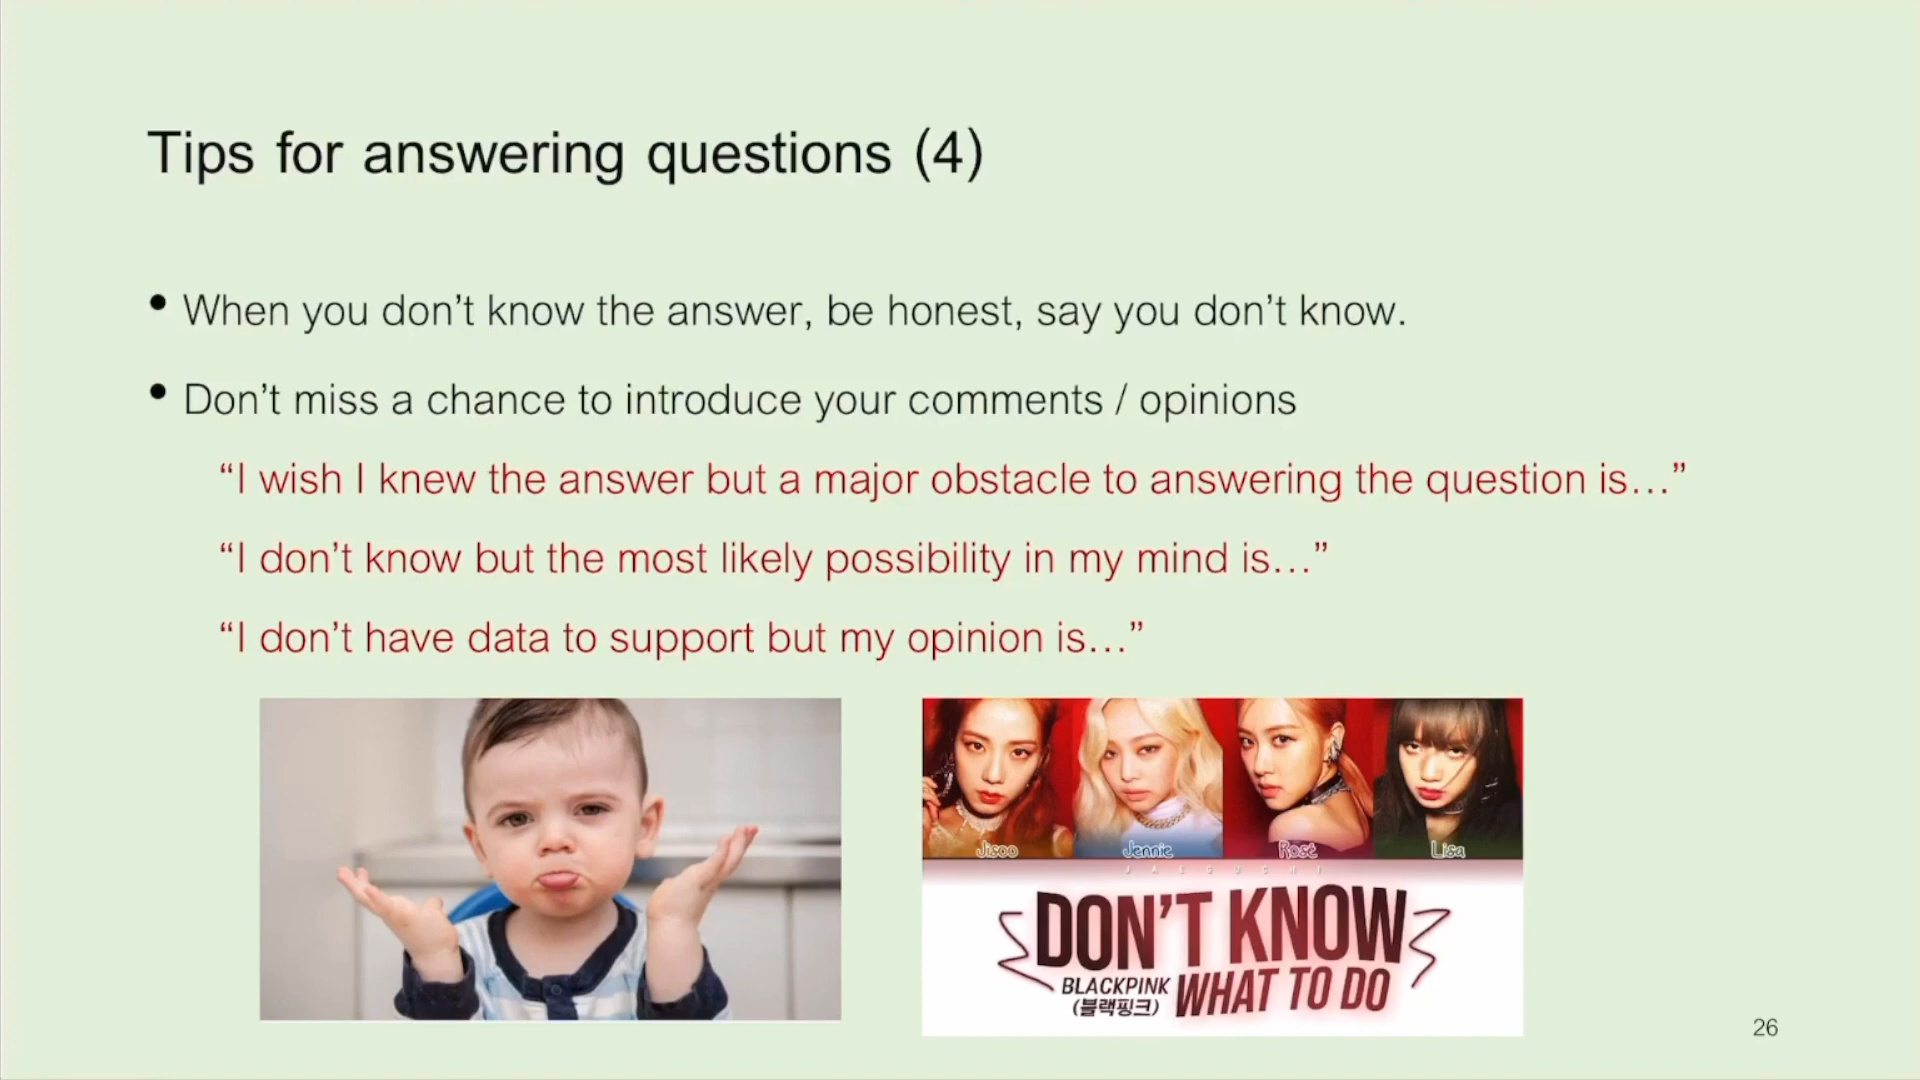 Tips for answering questions (4)
• When you don’t know the answer, be honest, say you don’t know.
• Don’t miss a chance to introduce your comments / opinions
“I wish I knew the answer but a major obstacle to answering the question is…”
“I don’t know but the most likely possibility in my mind is…”
“I don’t have data to support but my opinion is…”
Jisoo Jennie Rosé Lisa
JAEGUCHI
DON’T KNOW
BLACKPINK WHAT TO DO
(블랙핑크)
26